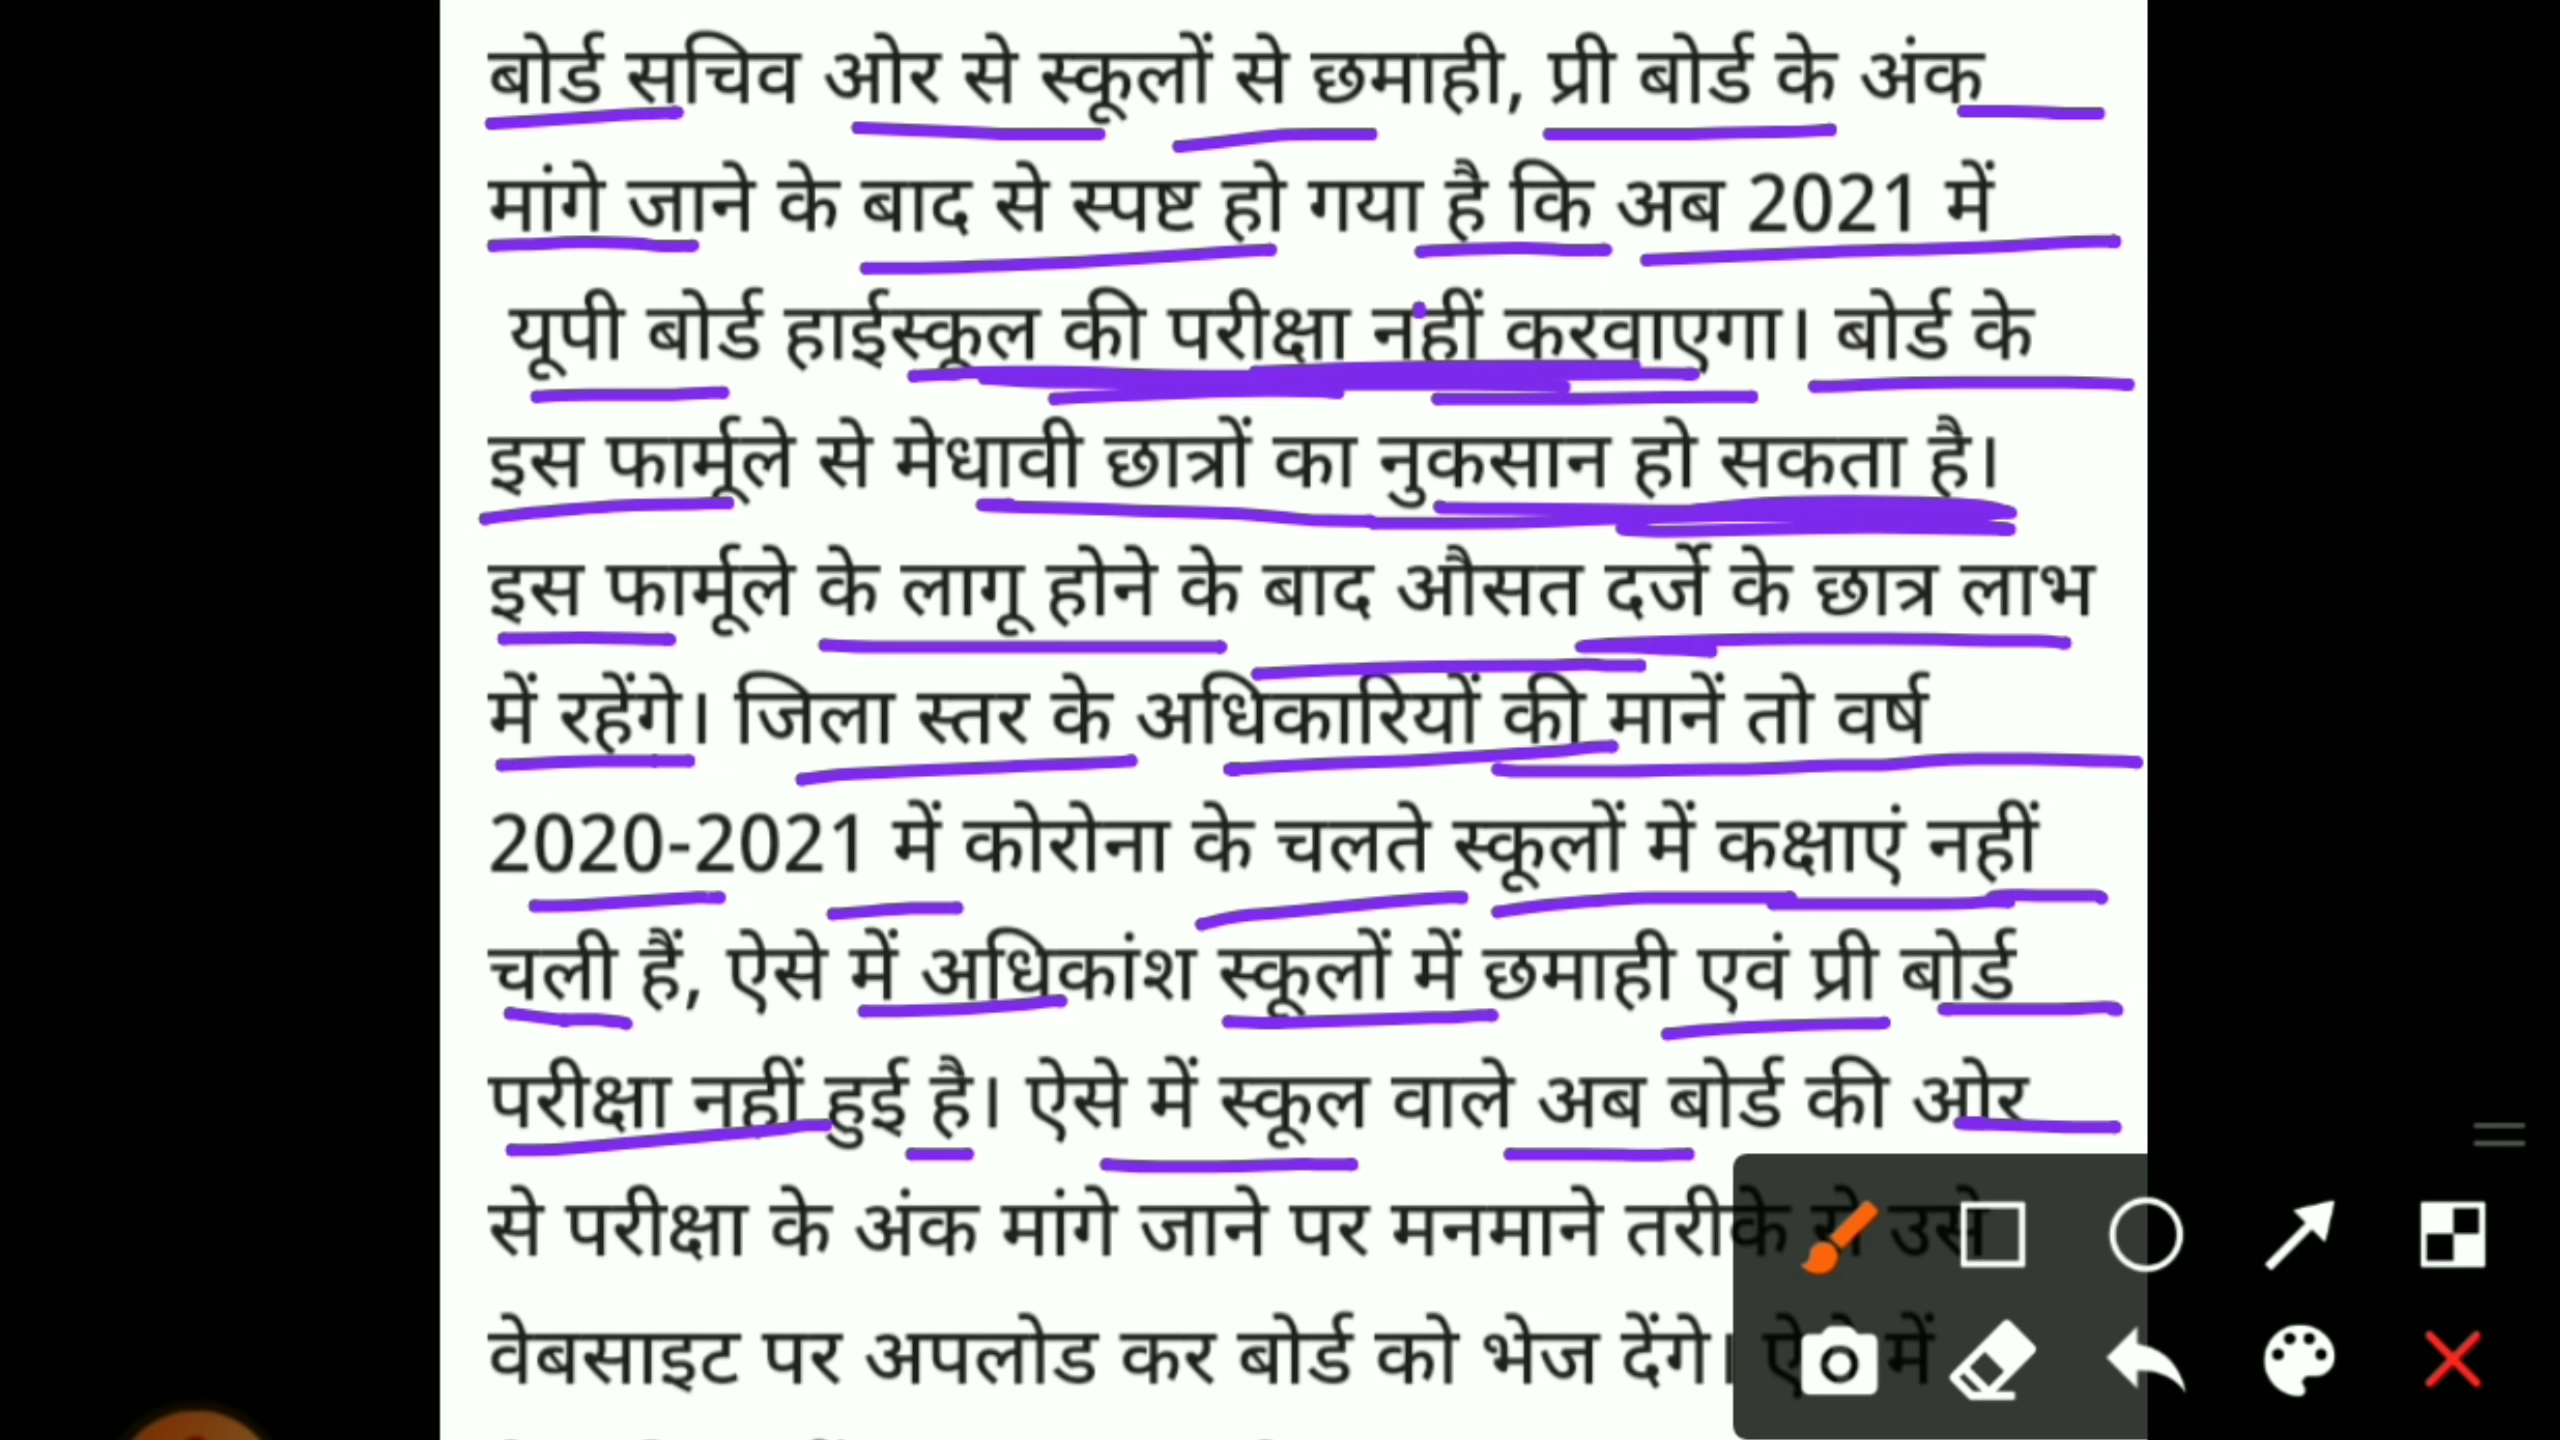 बोर्ड सचिव ओर से स्कूलों से छमाही, प्री बोर्ड के अंक
मांगे जाने के बाद से स्पष्ट हो गया है कि अब 2021 में
यूपी बोर्ड हाईस्कूल की परीक्षा नहीं करवाएगा। बोर्ड के
इस फार्मूले से मेधावी छात्रों का नुकसान हो सकता है।
इस फार्मूले के लागू होने के बाद औसत दर्जे के छात्र लाभ
में रहेंगे। जिला स्तर के अधिकारियों की मानें तो वर्ष
2020-2021 में कोरोना के चलते स्कूलों में कक्षाएं नहीं
चली हैं, ऐसे में अधिकांश स्कूलों में छमाही एवं प्री बोर्ड
परीक्षा नहीं हुई है। ऐसे में स्कूल वाले अब बोर्ड की ओर
से परीक्षा के अंक मांगे जाने पर मनमाने तरीके से उसे
वेबसाइट पर अपलोड कर बोर्ड को भेज देंगे। ऐसे में